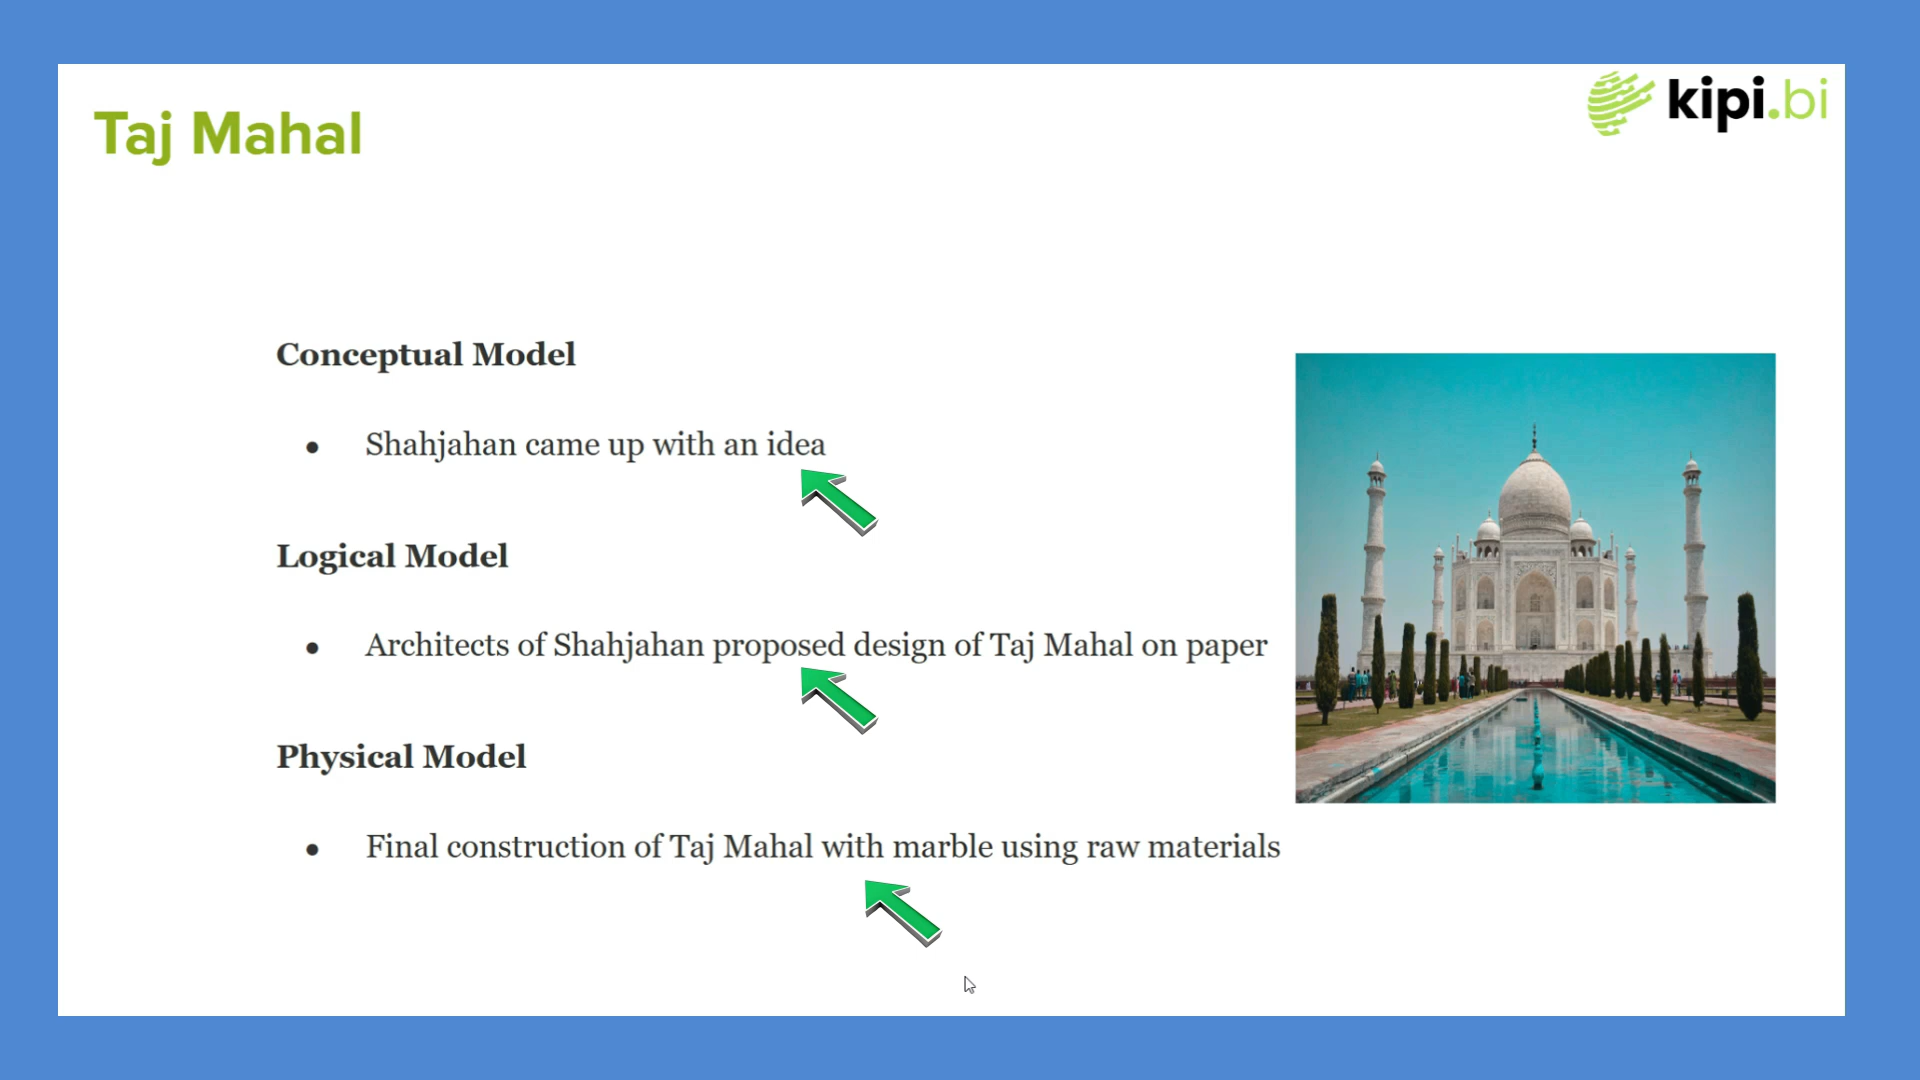 Taj Mahal
kipi.bi
Conceptual Model
● Shahjahan came up with an idea
Logical Model
● Architects of Shahjahan proposed design of Taj Mahal on paper
Physical Model
● Final construction of Taj Mahal with marble using raw materials